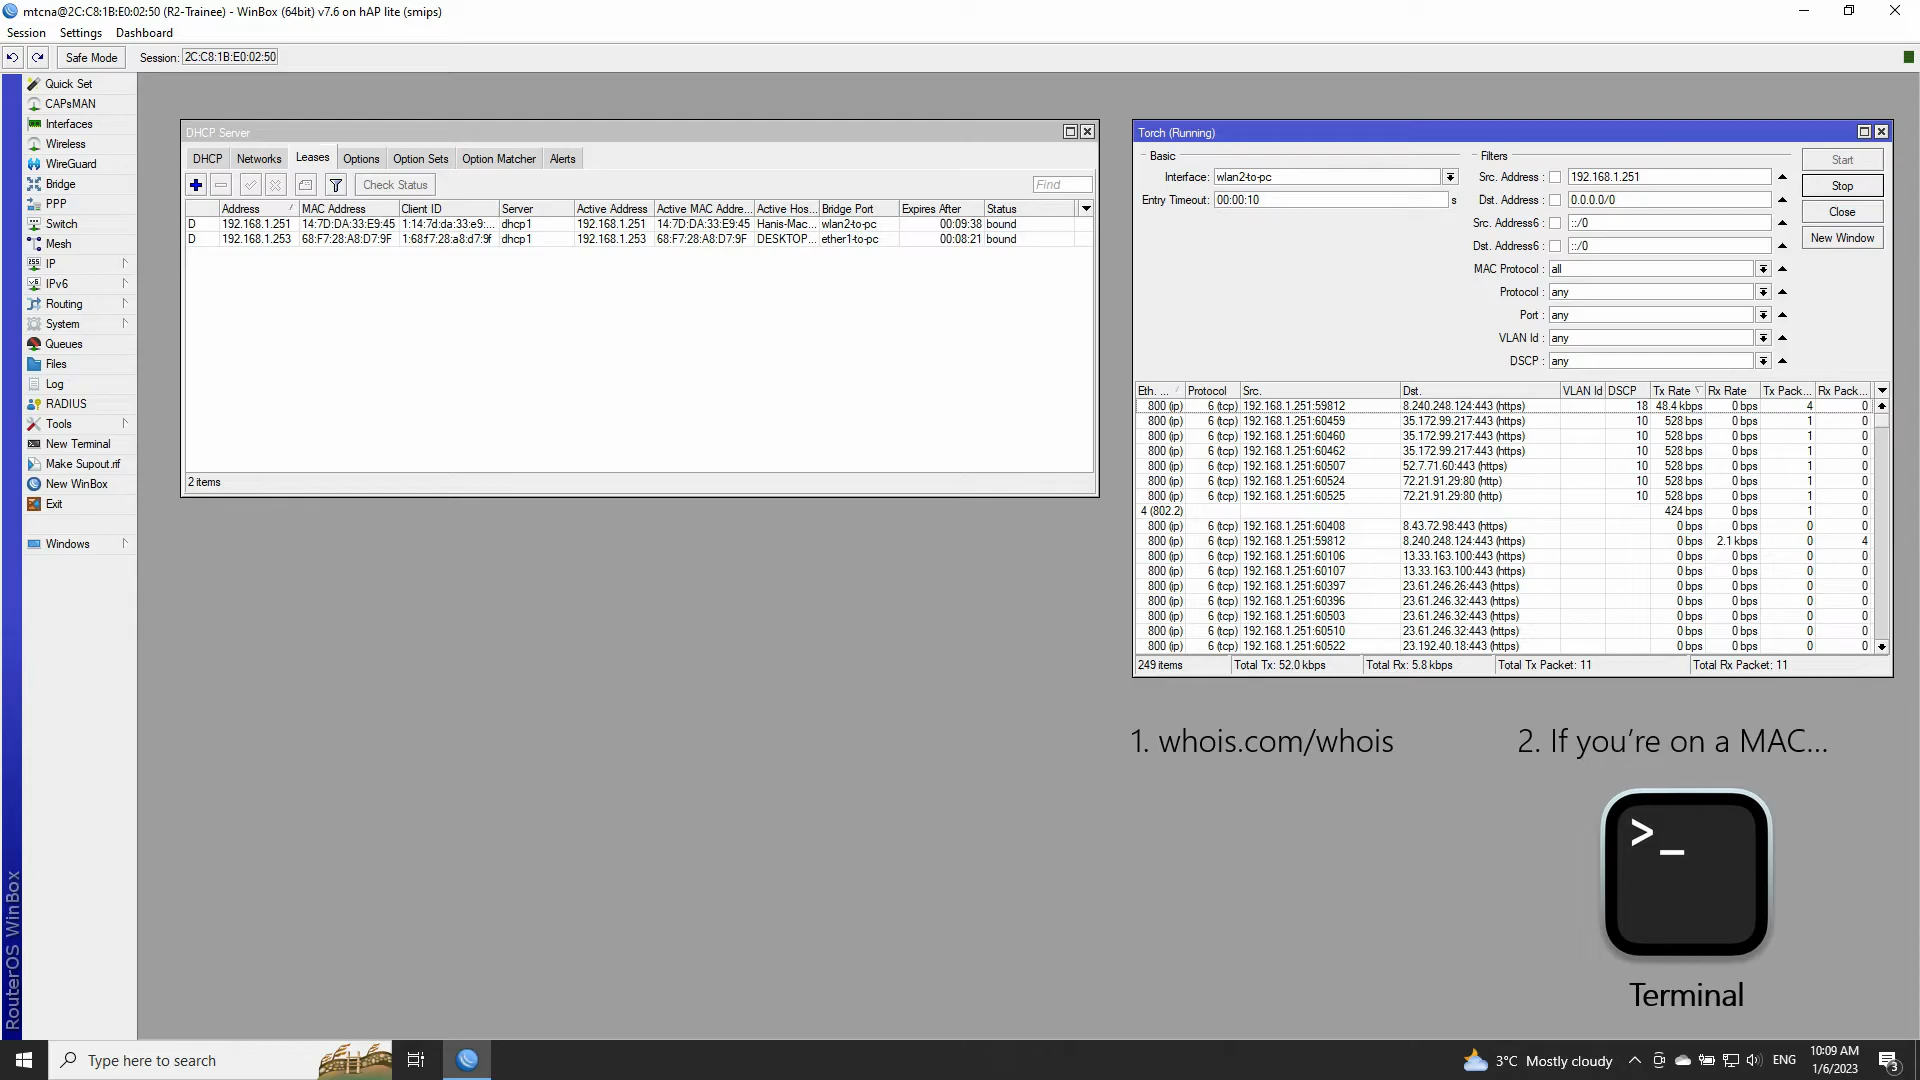 mtcna@2C:C8:1B:E0:02:50 (R2-Trainee) - WinBox (64bit) v7.6 on hAP lite (smips)
Session Settings Dashboard
Safe Mode Session: 2C:C8:1B:E0:02:50
Quick Set
CAPsMAN
Interfaces
Wireless
WireGuard
Bridge
PPP
Switch
Mesh
IP
IPv6
Routing
System
Queues
Files
Log
RADIUS
Tools
New Terminal
Make Supout.rif
New WinBox
Exit
Windows
RouterOS WinBox
DHCP Server
DHCP Networks Leases Options Option Sets Option Matcher Alerts
Check Status Find
Address MAC Address Client ID Server Active Address Active MAC Addre... Active Hos... Bridge Port Expires After Status
D 192.168.1.251 14:7D:DA:33:E9:45 1:14:7d:da:33:e9:... dhcp1 192.168.1.251 14:7D:DA:33:E9:45 Hanis-Mac... wlan2-to-pc 00:09:38 bound
D 192.168.1.253 68:F7:28:A8:D7:9F 1:68:f7:28:a8:d7:9f dhcp1 192.168.1.253 68:F7:28:A8:D7:9F DESKTOP... ether1-to-pc 00:08:21 bound
2 items
Torch (Running)
Basic
Interface: wlan2-to-pc
Entry Timeout: 00:00:10 s
Filters
Src. Address : 192.168.1.251
Dst. Address : 0.0.0.0/0
Src. Address6 : ::/0
Dst. Address6 : ::/0
MAC Protocol : all
Protocol : any
Port : any
VLAN Id : any
DSCP : any
Start
Stop
Close
New Window
Eth. ... Protocol Src. Dst. VLAN Id DSCP Tx Rate Rx Rate Tx Pack... Rx Pack...
800 (ip) 6 (tcp) 192.168.1.251:59812 8.240.248.124:443 (https) 18 48.4 kbps 0 bps 4 0
800 (ip) 6 (tcp) 192.168.1.251:60459 35.172.99.217:443 (https) 10 528 bps 0 bps 1 0
800 (ip) 6 (tcp) 192.168.1.251:60460 35.172.99.217:443 (https) 10 528 bps 0 bps 1 0
800 (ip) 6 (tcp) 192.168.1.251:60462 35.172.99.217:443 (https) 10 528 bps 0 bps 1 0
800 (ip) 6 (tcp) 192.168.1.251:60507 52.7.71.60:443 (https) 10 528 bps 0 bps 1 0
800 (ip) 6 (tcp) 192.168.1.251:60524 72.21.91.29:80 (http) 10 528 bps 0 bps 1 0
800 (ip) 6 (tcp) 192.168.1.251:60525 72.21.91.29:80 (http) 10 528 bps 0 bps 1 0
4 (802.2) 424 bps 0 bps 1 0
800 (ip) 6 (tcp) 192.168.1.251:60408 8.43.72.98:443 (https) 0 bps 0 bps 0 0
800 (ip) 6 (tcp) 192.168.1.251:59812 8.240.248.124:443 (https) 0 bps 2.1 kbps 0 4
800 (ip) 6 (tcp) 192.168.1.251:60106 13.33.163.100:443 (https) 0 bps 0 bps 0 0
800 (ip) 6 (tcp) 192.168.1.251:60107 13.33.163.100:443 (https) 0 bps 0 bps 0 0
800 (ip) 6 (tcp) 192.168.1.251:60397 23.61.246.26:443 (https) 0 bps 0 bps 0 0
800 (ip) 6 (tcp) 192.168.1.251:60396 23.61.246.32:443 (https) 0 bps 0 bps 0 0
800 (ip) 6 (tcp) 192.168.1.251:60503 23.61.246.32:443 (https) 0 bps 0 bps 0 0
800 (ip) 6 (tcp) 192.168.1.251:60510 23.61.246.32:443 (https) 0 bps 0 bps 0 0
800 (ip) 6 (tcp) 192.168.1.251:60522 23.192.40.18:443 (https) 0 bps 0 bps 0 0
249 items Total Tx: 52.0 kbps Total Rx: 5.8 kbps Total Tx Packet: 11 Total Rx Packet: 11
1. whois.com/whois
2. If you're on a MAC...
>_
Terminal
Type here to search
3°C Mostly cloudy ENG 10:09 AM
1/6/2023
3